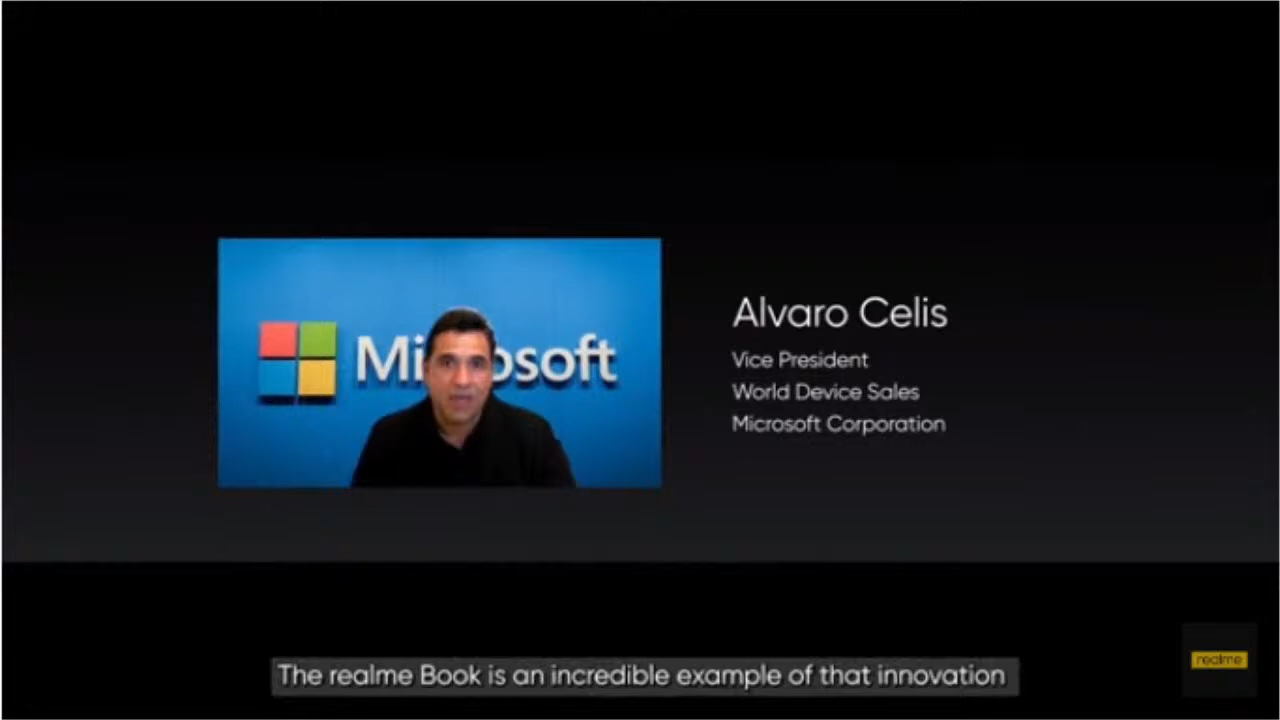 Microsoft
Alvaro Celis
Vice President
World Device Sales
Microsoft Corporation
The realme Book is an incredible example of that innovation
realme